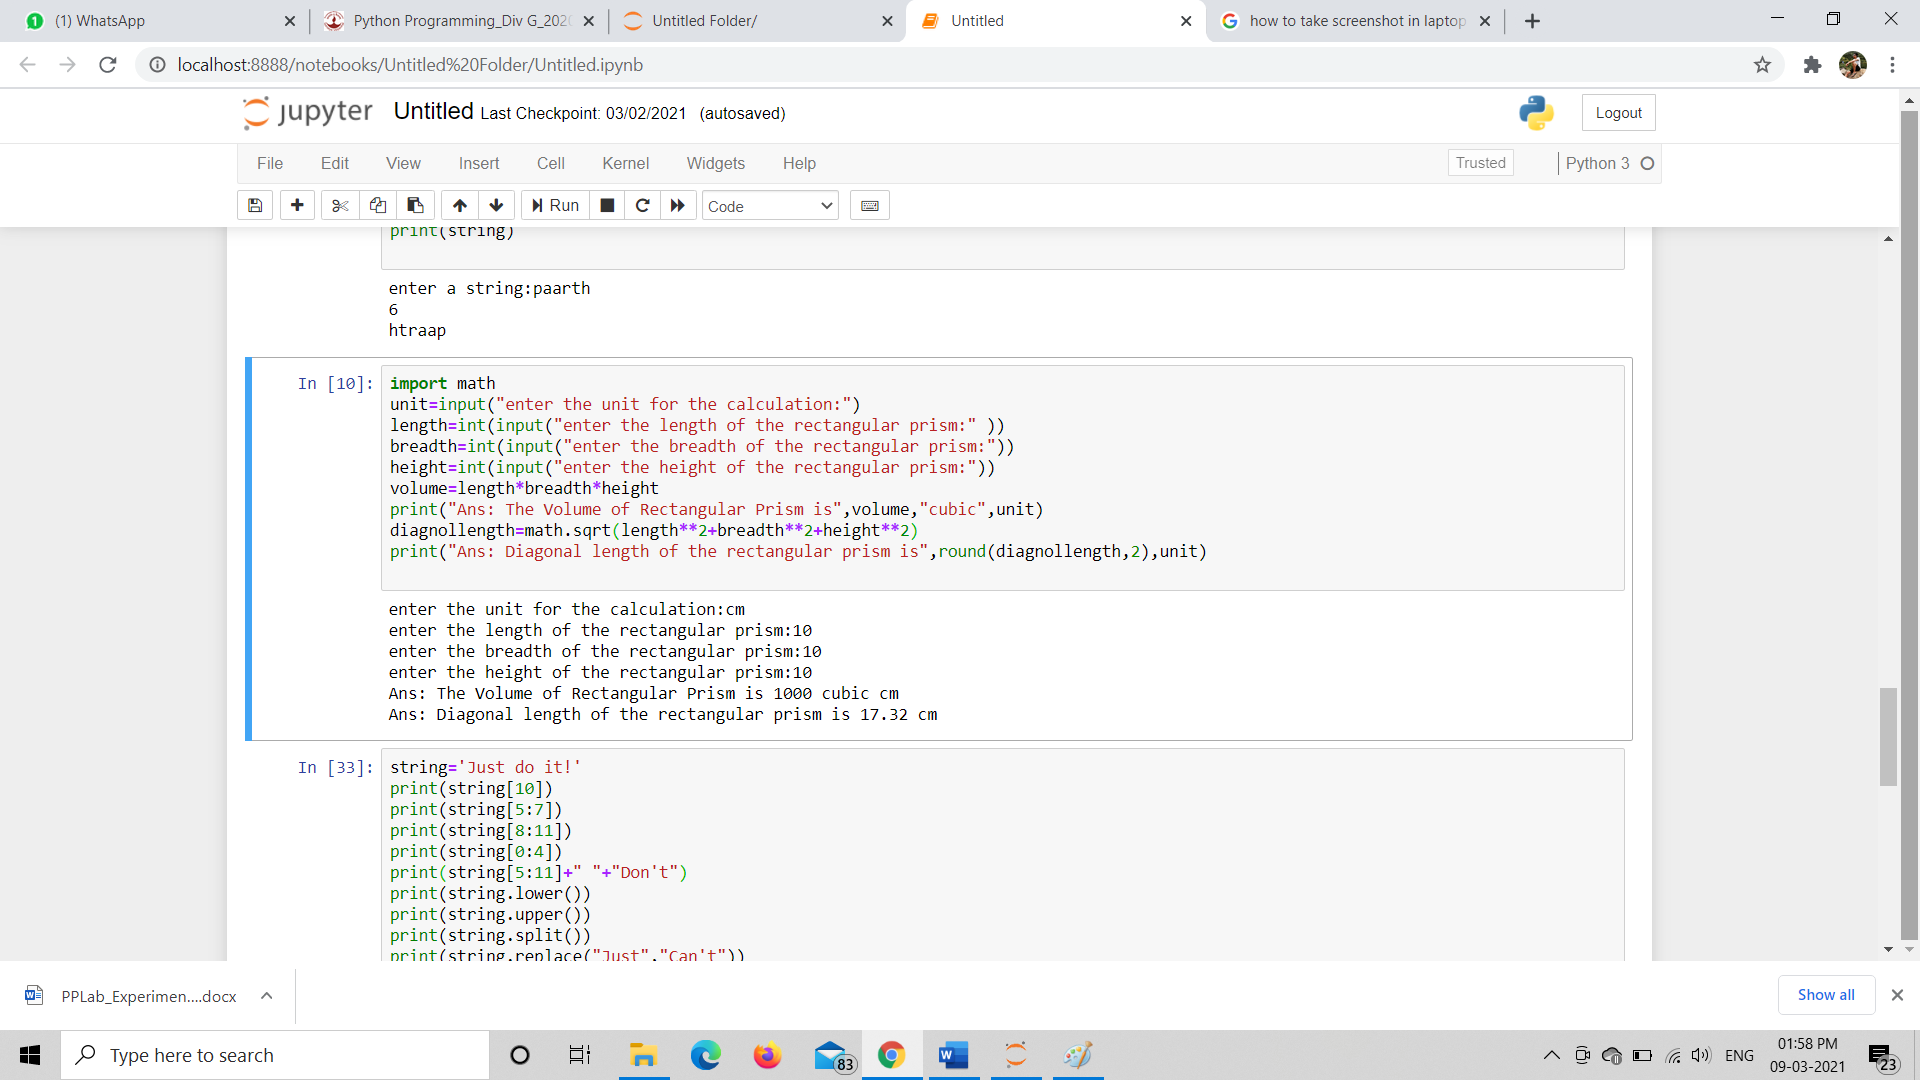 (1) WhatsApp
Python Programming_Div G_202
Untitled Folder/
Untitled
how to take screenshot in laptop
localhost:8888/notebooks/Untitled%20Folder/Untitled.ipynb
jupyter Untitled Last Checkpoint: 03/02/2021 (autosaved)
Logout
File Edit View Insert Cell Kernel Widgets Help
Trusted
Python 3
Run
Code
print(string)
enter a string:paarth
6
htraap
In [10]:
import math
unit=input("enter the unit for the calculation:")
length=int(input("enter the length of the rectangular prism:" ))
breadth=int(input("enter the breadth of the rectangular prism:"))
height=int(input("enter the height of the rectangular prism:"))
volume=length*breadth*height
print("Ans: The Volume of Rectangular Prism is",volume,"cubic",unit)
diagnollength=math.sqrt(length**2+breadth**2+height**2)
print("Ans: Diagonal length of the rectangular prism is",round(diagnollength,2),unit)
enter the unit for the calculation:cm
enter the length of the rectangular prism:10
enter the breadth of the rectangular prism:10
enter the height of the rectangular prism:10
Ans: The Volume of Rectangular Prism is 1000 cubic cm
Ans: Diagonal length of the rectangular prism is 17.32 cm
In [33]:
string='Just do it!'
print(string[10])
print(string[5:7])
print(string[8:11])
print(string[0:4])
print(string[5:11]+" "+"Don't")
print(string.lower())
print(string.upper())
print(string.split())
print(string.replace("Just","Can't"))
PPLab_Experimen....docx
Show all
Type here to search
83
ENG
01:58 PM
09-03-2021
23